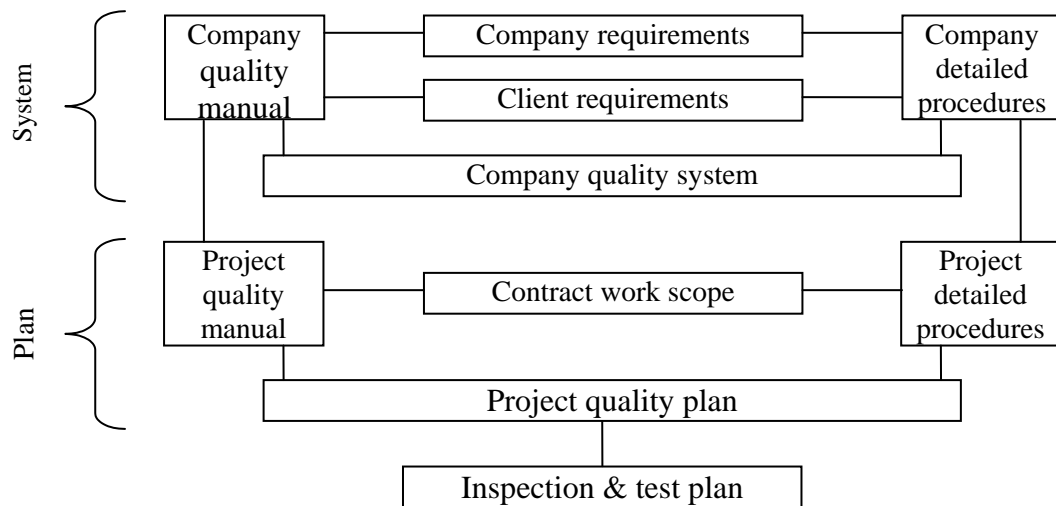 System
Company
quality
manual
Company requirements
Client requirements
Company
detailed
procedures
Company quality system
Plan
Project
quality
manual
Contract work scope
Project
detailed
procedures
Project quality plan
Inspection & test plan